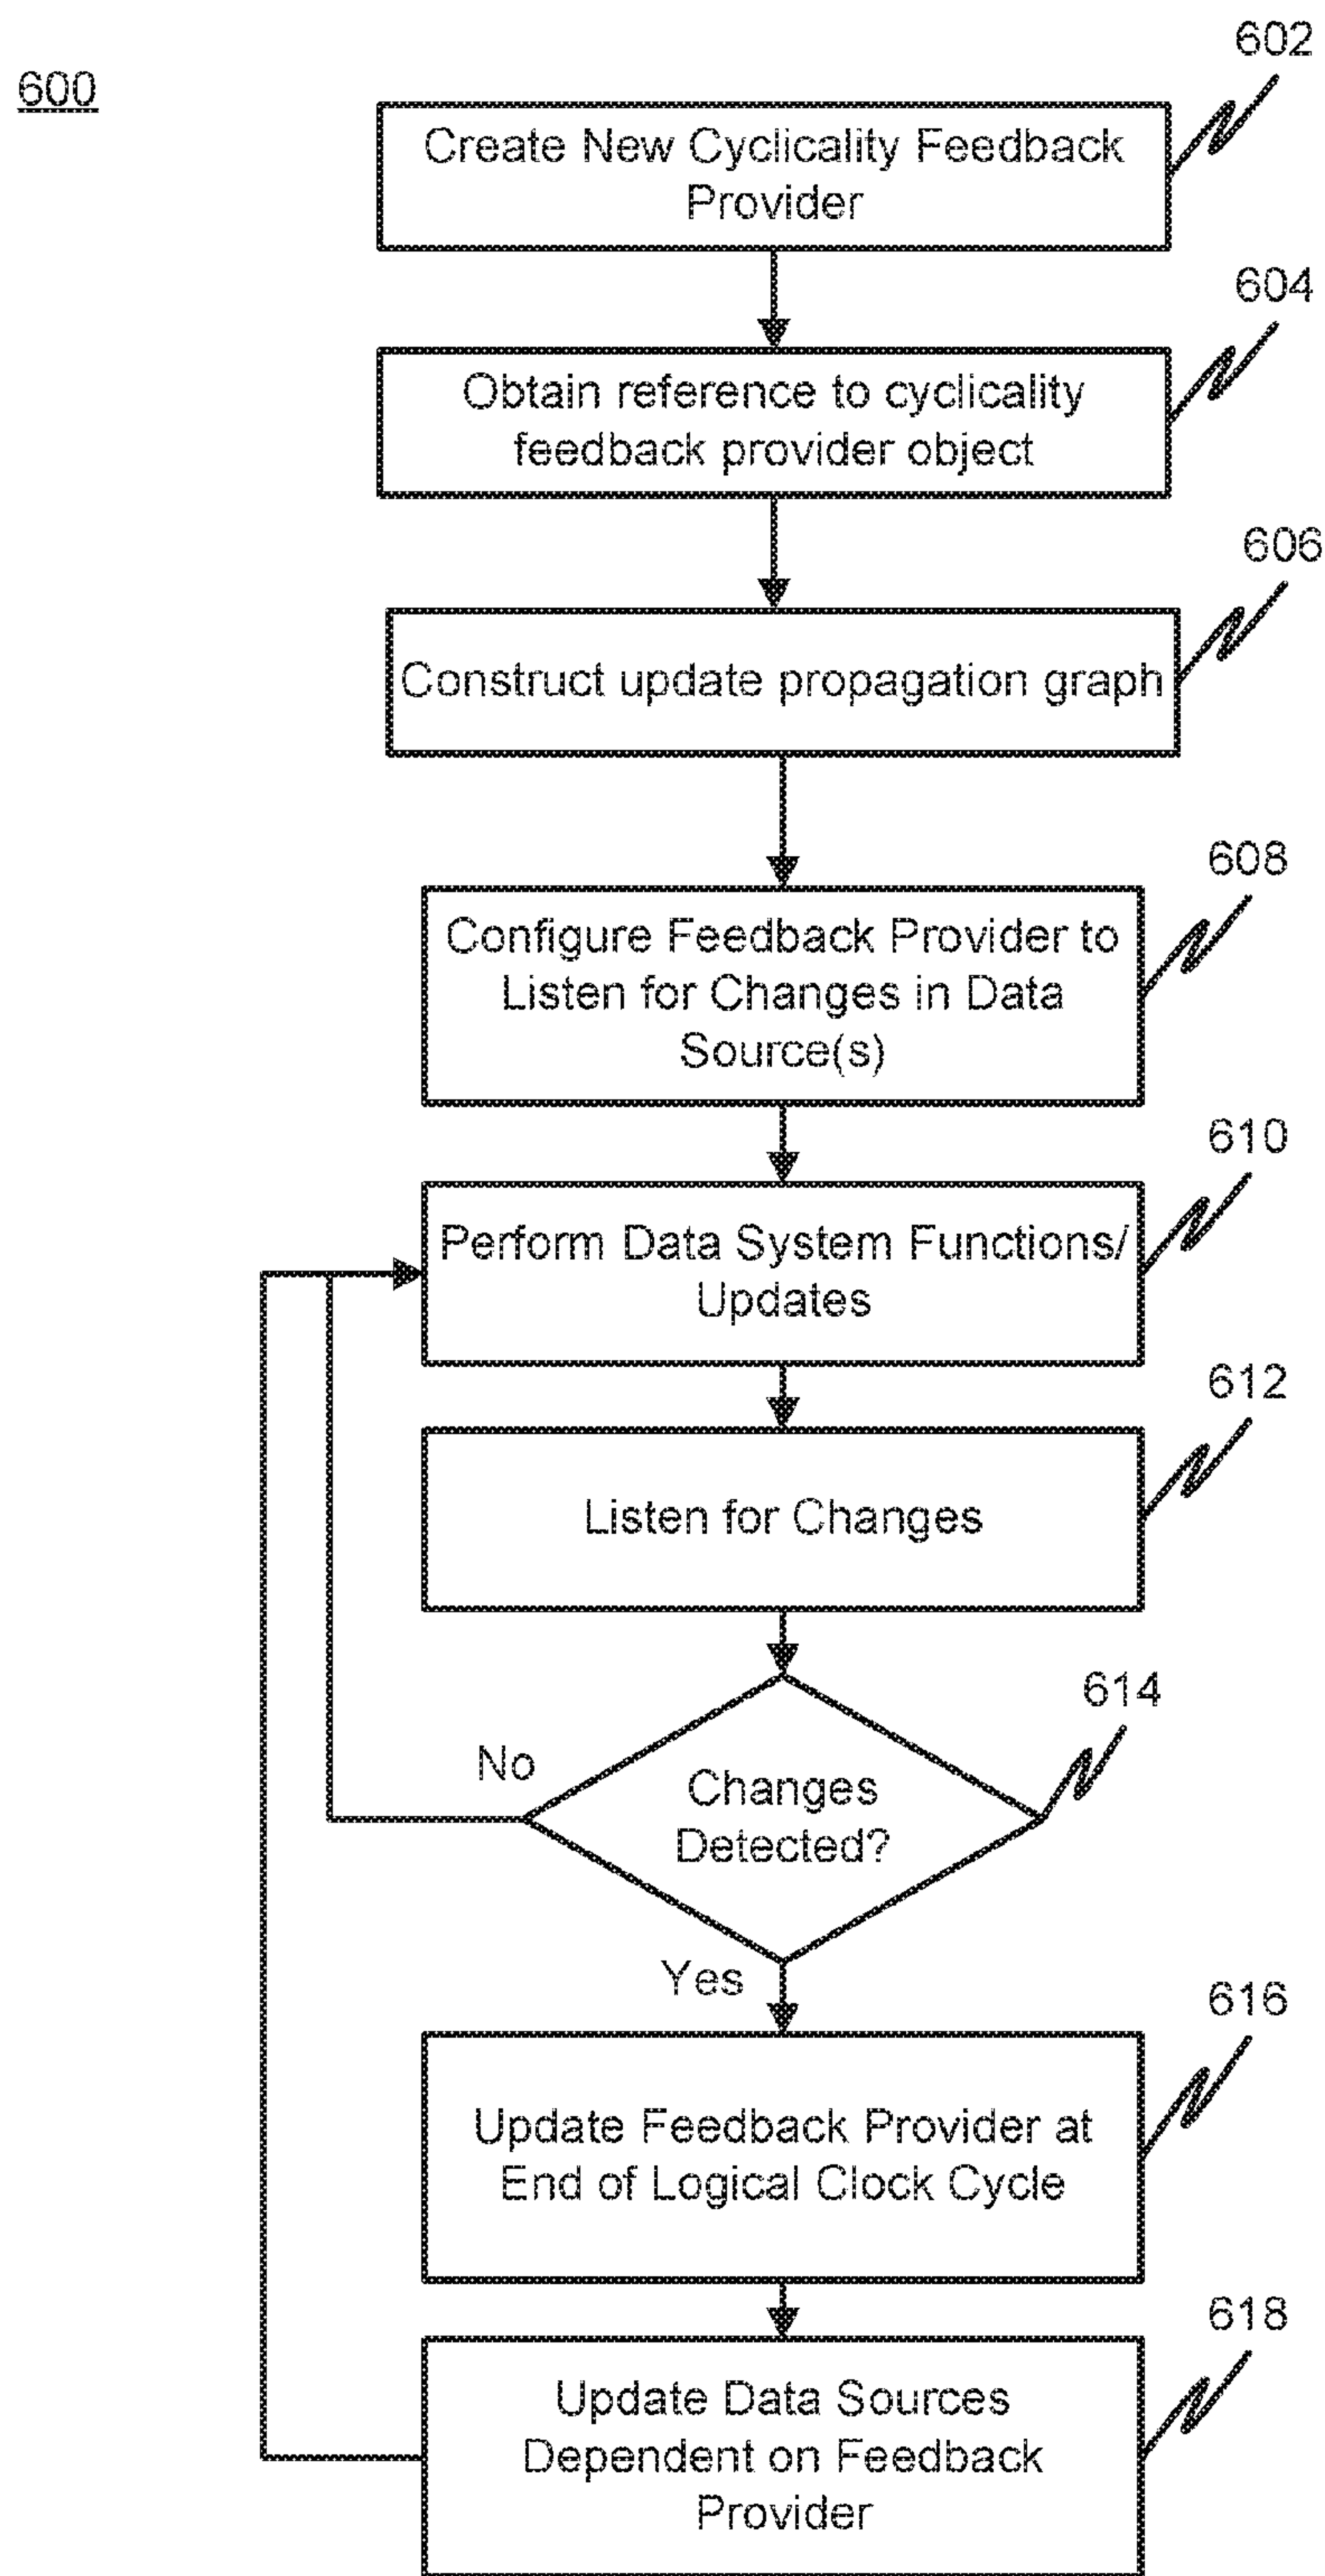 602
600
Create New Cyclicality Feedback
Provider
604
Obtain reference to cyclicality
feedback provider object
606
Construct update propagation graph
608
Configure Feedback Provider to
Listen for Changes in Data
Source(s)
610
Perform Data System Functions/
Updates
612
Listen for Changes
614
No
Changes
Detected?
Yes
616
Update Feedback Provider at
End of Logical Clock Cycle
618
Update Data Sources
Dependent on Feedback
Provider